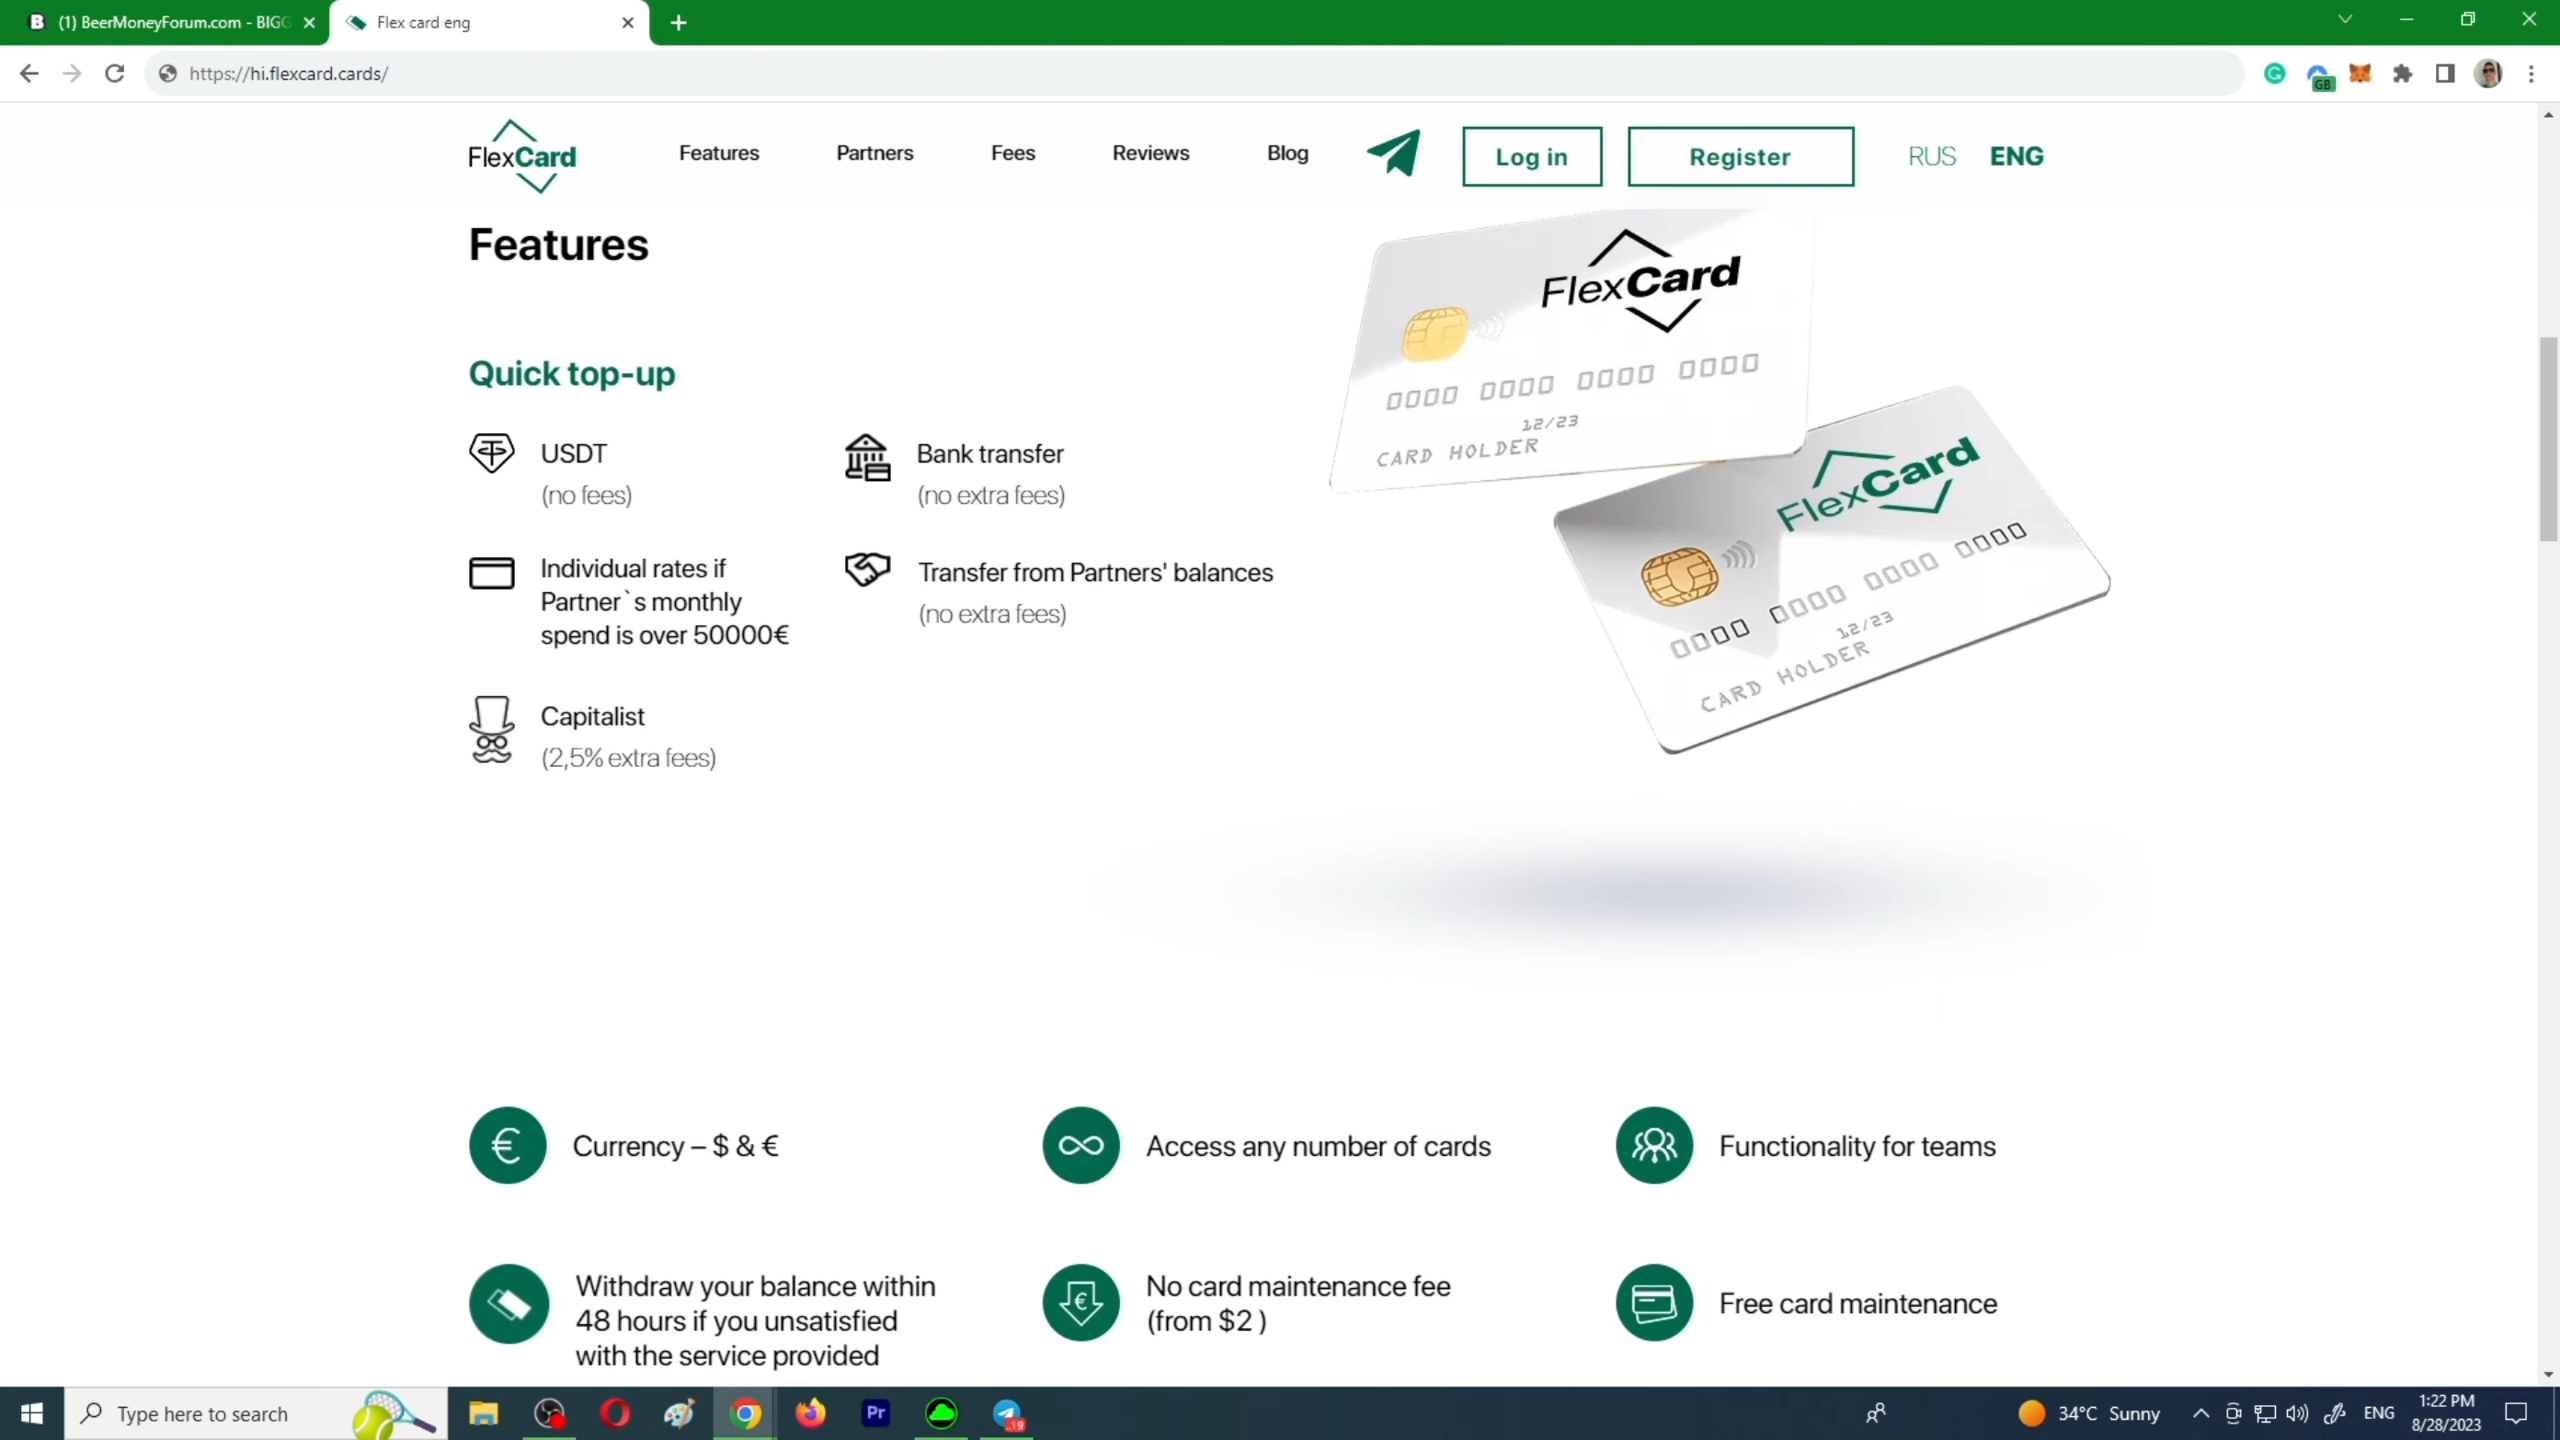 (1) BeerMoneyForum.com - BIGG
Flex card eng
https://hi.flexcard.cards/
GB
FlexCard
Features
Partners
Fees
Reviews
Blog
Log in
Register
RUS
ENG
Features
FlexCard
0000 0000 0000 0000
12/23
CARD HOLDER
FlexCard
0000 0000 0000 0000
12/23
CARD HOLDER
Quick top-up
USDT
(no fees)
Bank transfer
(no extra fees)
Individual rates if
Partner`s monthly
spend is over 50000€
Transfer from Partners' balances
(no extra fees)
Capitalist
(2,5% extra fees)
Currency – $ & €
Access any number of cards
Functionality for teams
Withdraw your balance within
48 hours if you unsatisfied
with the service provided
No card maintenance fee
(from $2 )
Free card maintenance
Type here to search
Pr
19
34°C Sunny
ENG
1:22 PM
8/28/2023